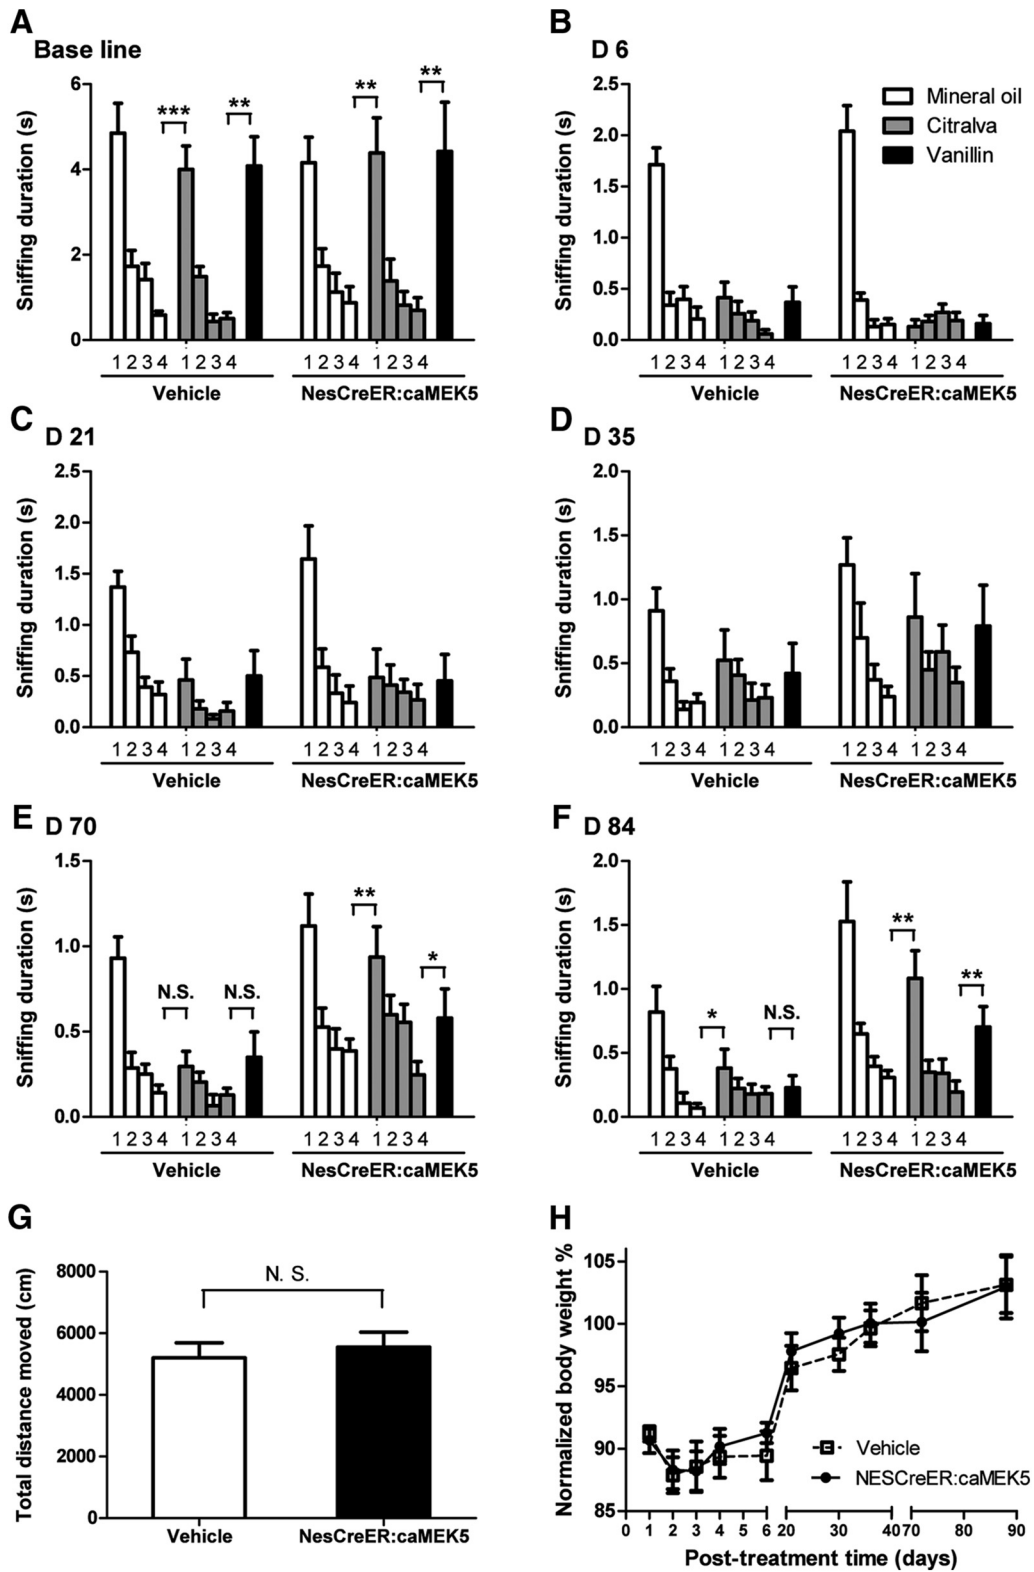 A
Base line
Sniffing duration (s)
6
4
2
0
***
**
**
**
1 2 3 4 1 2 3 4
1 2 3 4 1 2 3 4
Vehicle
NesCreER:caMEK5
B
D 6
Sniffing duration (s)
2.5
2.0
1.5
1.0
0.5
0.0
Mineral oil
Citralva
Vanillin
1 2 3 4 1 2 3 4
1 2 3 4 1 2 3 4
Vehicle
NesCreER:caMEK5
C
D 21
Sniffing duration (s)
2.5
2.0
1.5
1.0
0.5
0.0
1 2 3 4 1 2 3 4
1 2 3 4 1 2 3 4
Vehicle
NesCreER:caMEK5
D
D 35
Sniffing duration (s)
2.0
1.5
1.0
0.5
0.0
1 2 3 4 1 2 3 4
1 2 3 4 1 2 3 4
Vehicle
NesCreER:caMEK5
E
D 70
Sniffing duration (s)
1.5
1.0
0.5
0.0
N.S.
N.S.
**
*
1 2 3 4 1 2 3 4
1 2 3 4 1 2 3 4
Vehicle
NesCreER:caMEK5
F
D 84
Sniffing duration (s)
2.0
1.5
1.0
0.5
0.0
*
N.S.
**
**
1 2 3 4 1 2 3 4
1 2 3 4 1 2 3 4
Vehicle
NesCreER:caMEK5
G
Total distance moved (cm)
8000
6000
4000
2000
0
N. S.
Vehicle
NesCreER:caMEK5
H
Normalized body weight %
105
100
95
90
85
Vehicle
NESCreER:caMEK5
0 1 2 3 4 5 6 20 30 40 70 80 90
Post-treatment time (days)